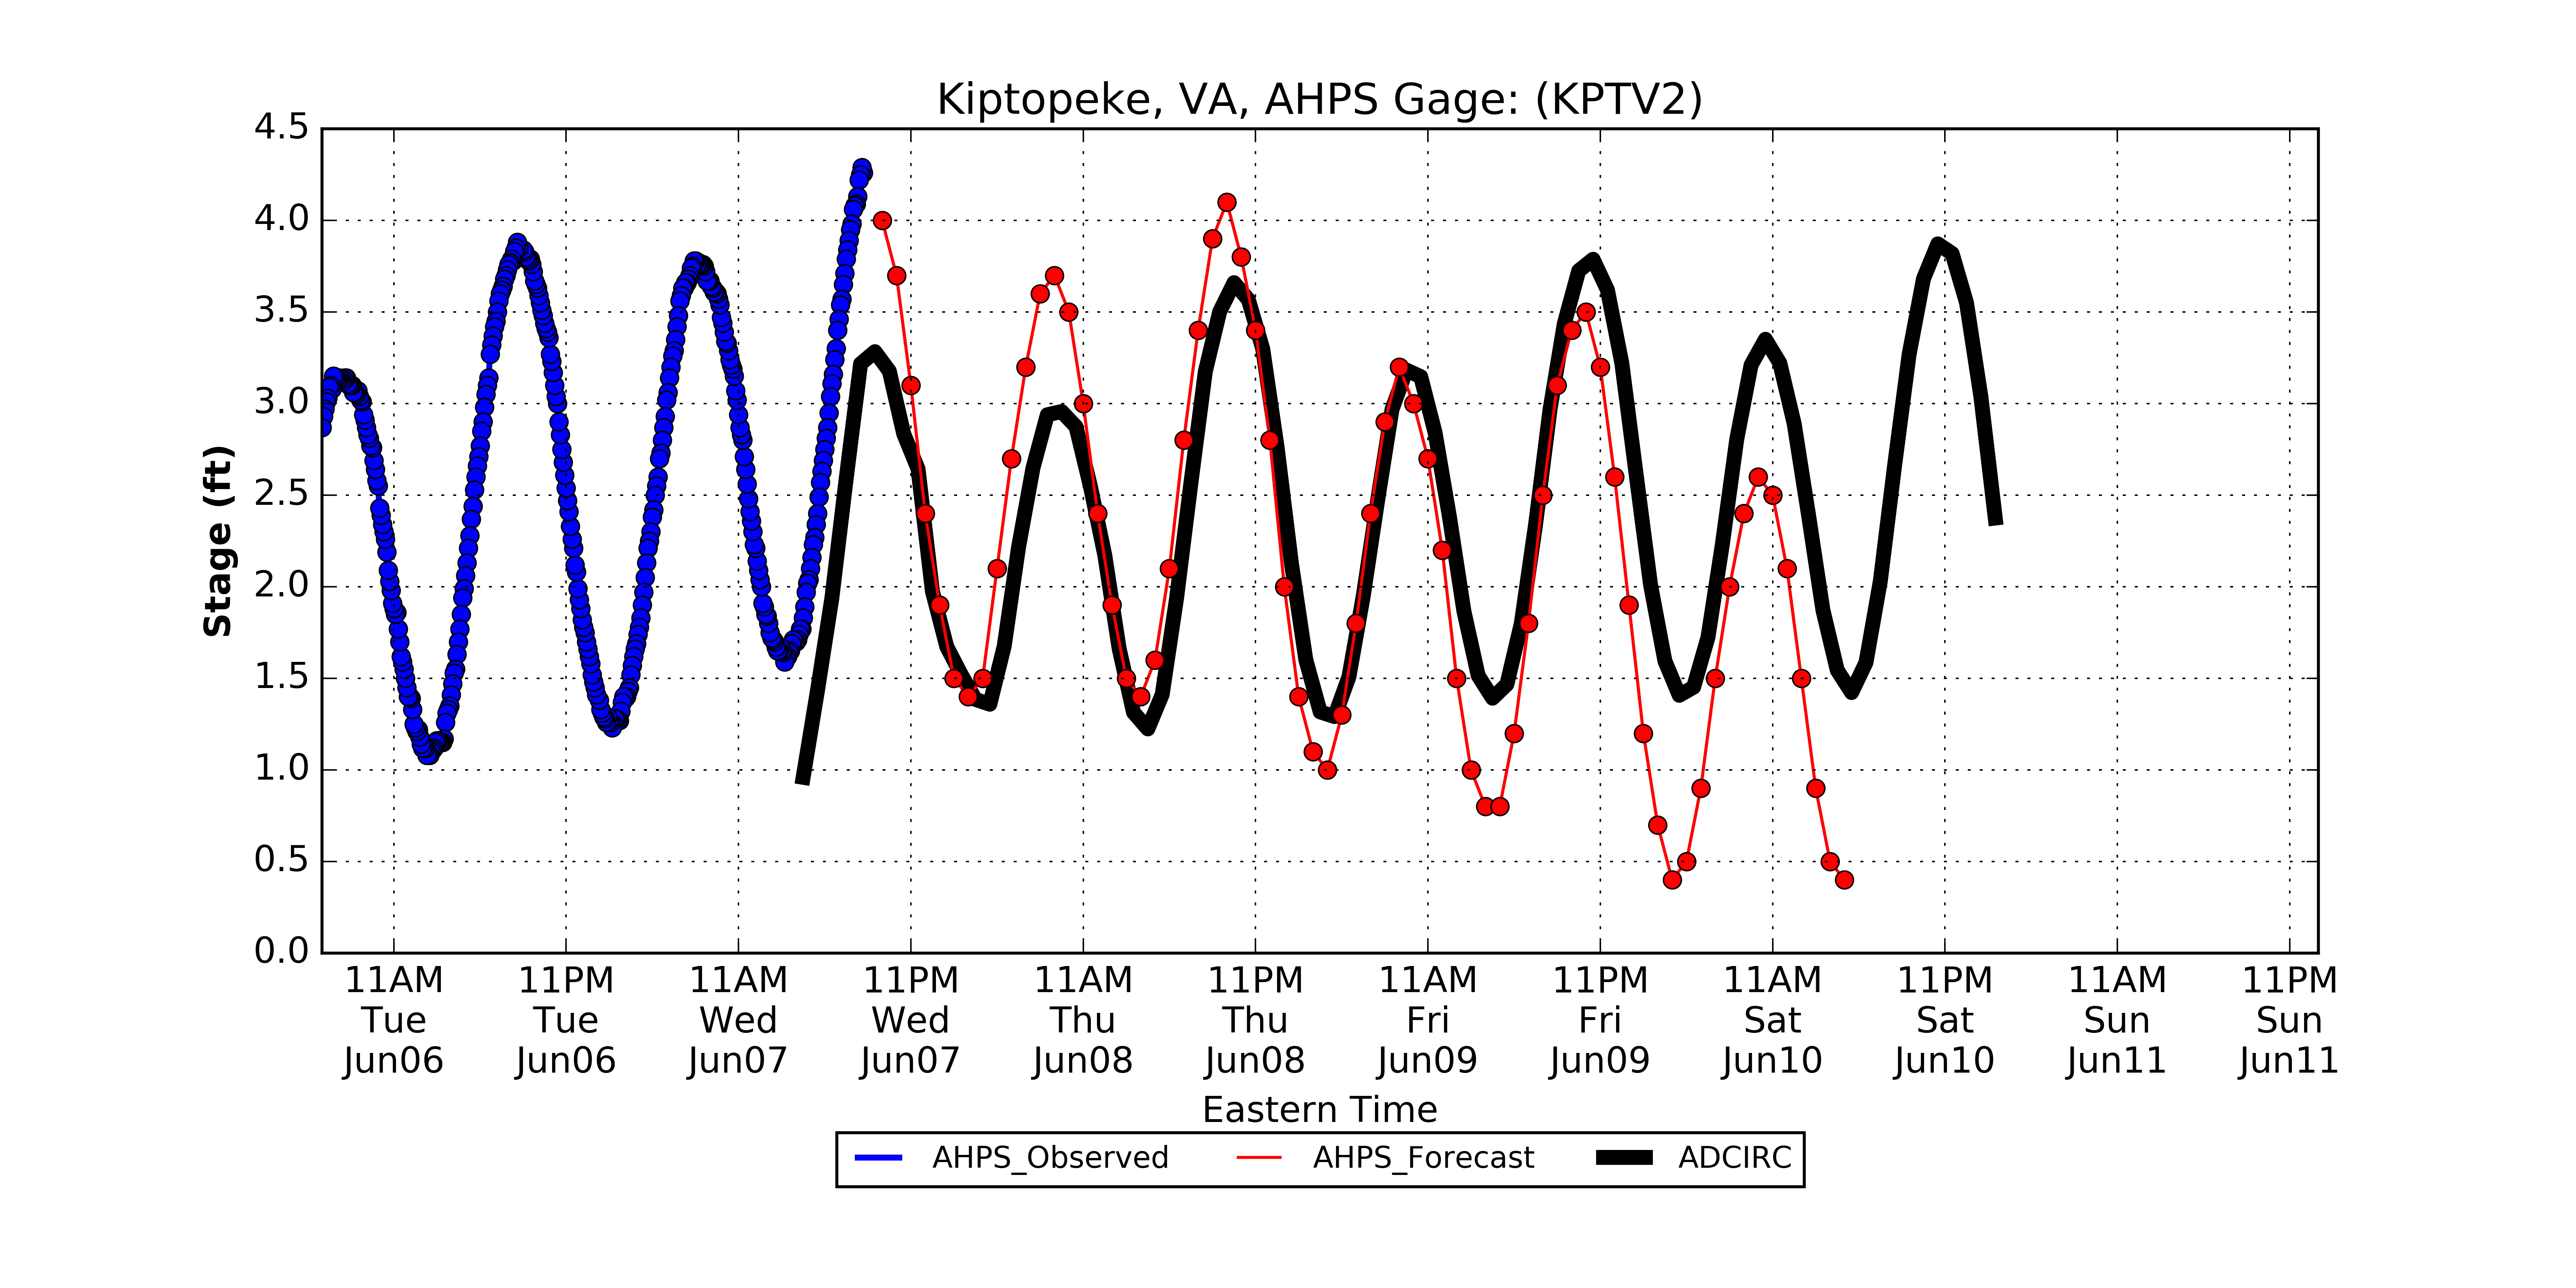 Kiptopeke, VA, AHPS Gage: (KPTV2)
4.5
4.0
3.5
3.0
2.5
2.0
1.5
1.0
0.5
0.0
Stage (ft)
11AM 11PM 11AM 11PM 11AM 11PM 11AM 11PM 11AM 11PM 11AM 11PM
Tue Tue Wed Wed Thu Thu Fri Fri Sat Sat Sun Sun
Jun06 Jun06 Jun07 Jun07 Jun08 Jun08 Jun09 Jun09 Jun10 Jun10 Jun11 Jun11
Eastern Time
AHPS_Observed AHPS_Forecast ADCIRC